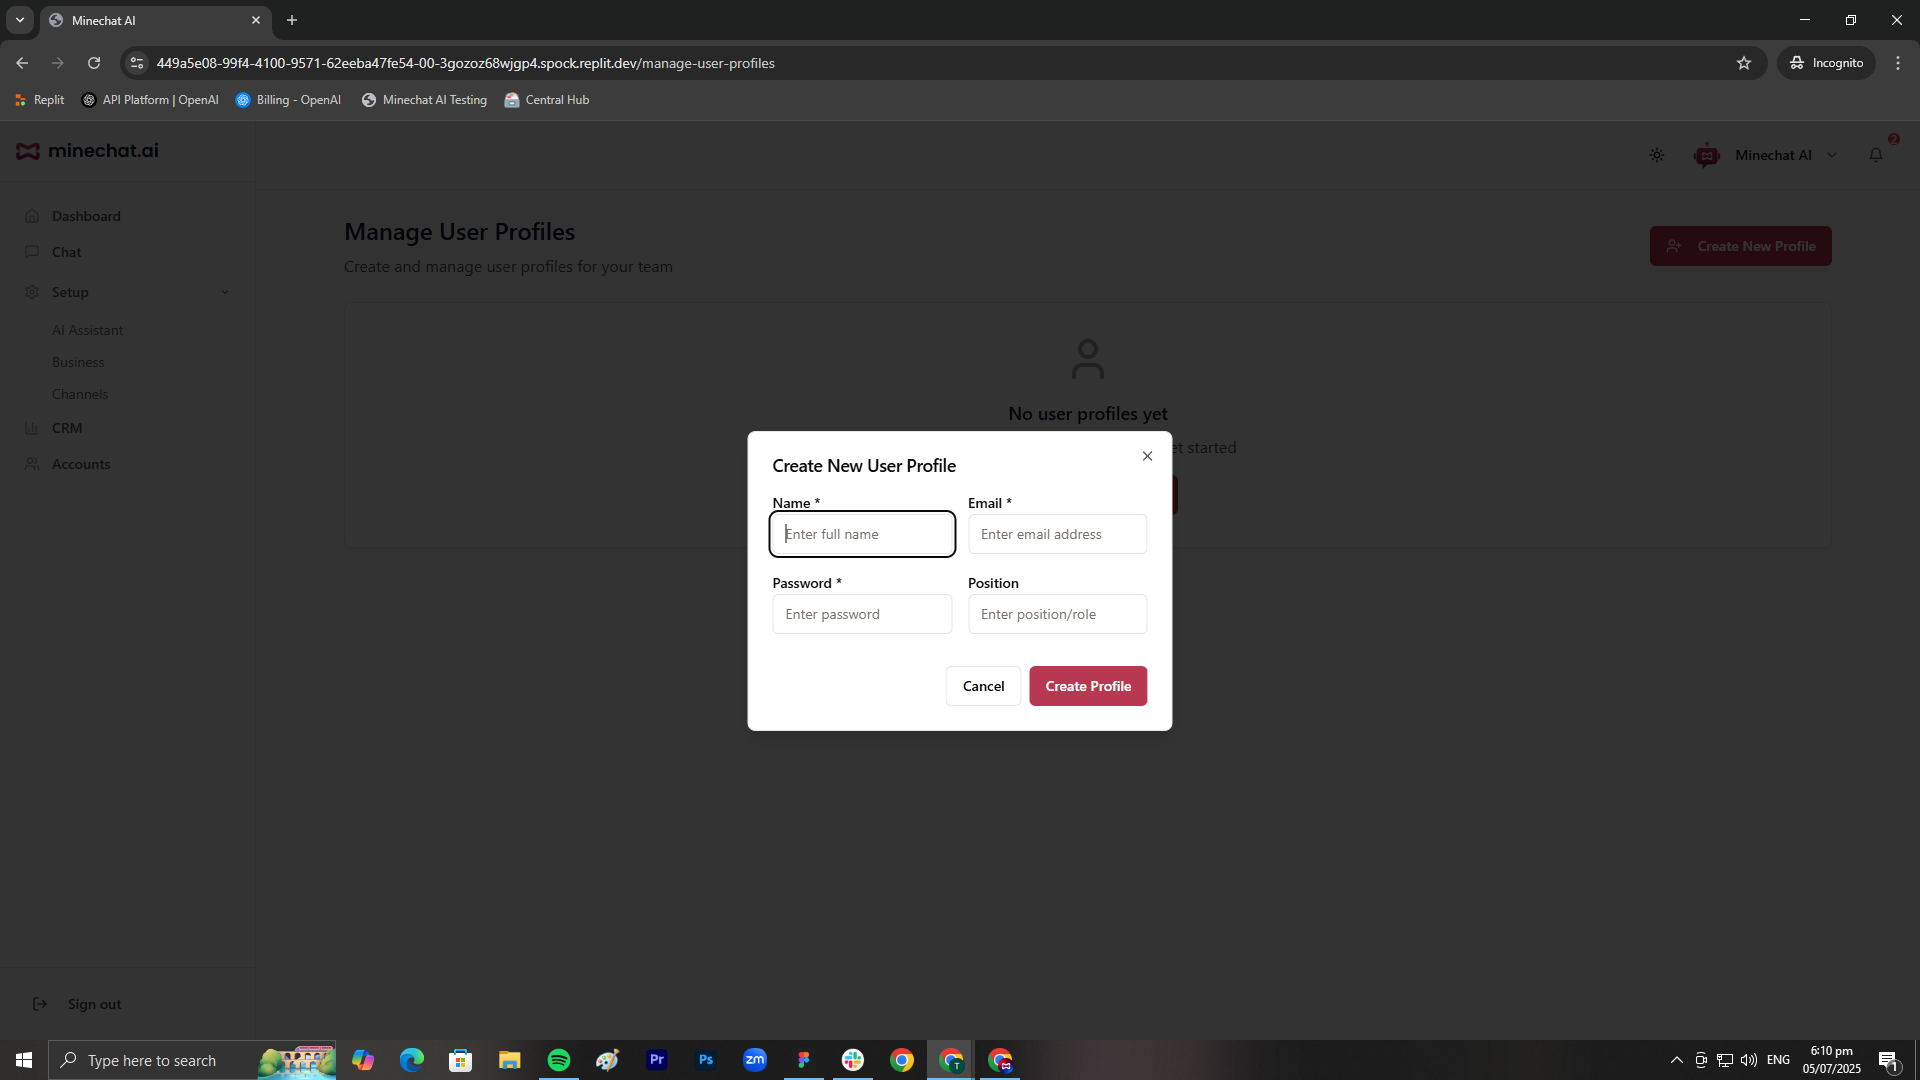 Minechat AI
449a5e08-99f4-4100-9571-62eeba47fe54-00-3gozoz68wjgp4.spock.replit.dev/manage-user-profiles
Incognito
Replit
API Platform | OpenAI
Billing - OpenAI
Minechat AI Testing
Central Hub
minechat.ai
Minechat AI
2
Dashboard
Chat
Setup
AI Assistant
Business
Channels
CRM
Accounts
Sign out
Manage User Profiles
Create and manage user profiles for your team
Create New Profile
No user profiles yet
et started
Create New User Profile
Name *
Email *
Enter full name
Enter email address
Password *
Position
Enter password
Enter position/role
Cancel
Create Profile
Type here to search
Pr
Ps
zm
T
ENG
6:10 pm
05/07/2025
1